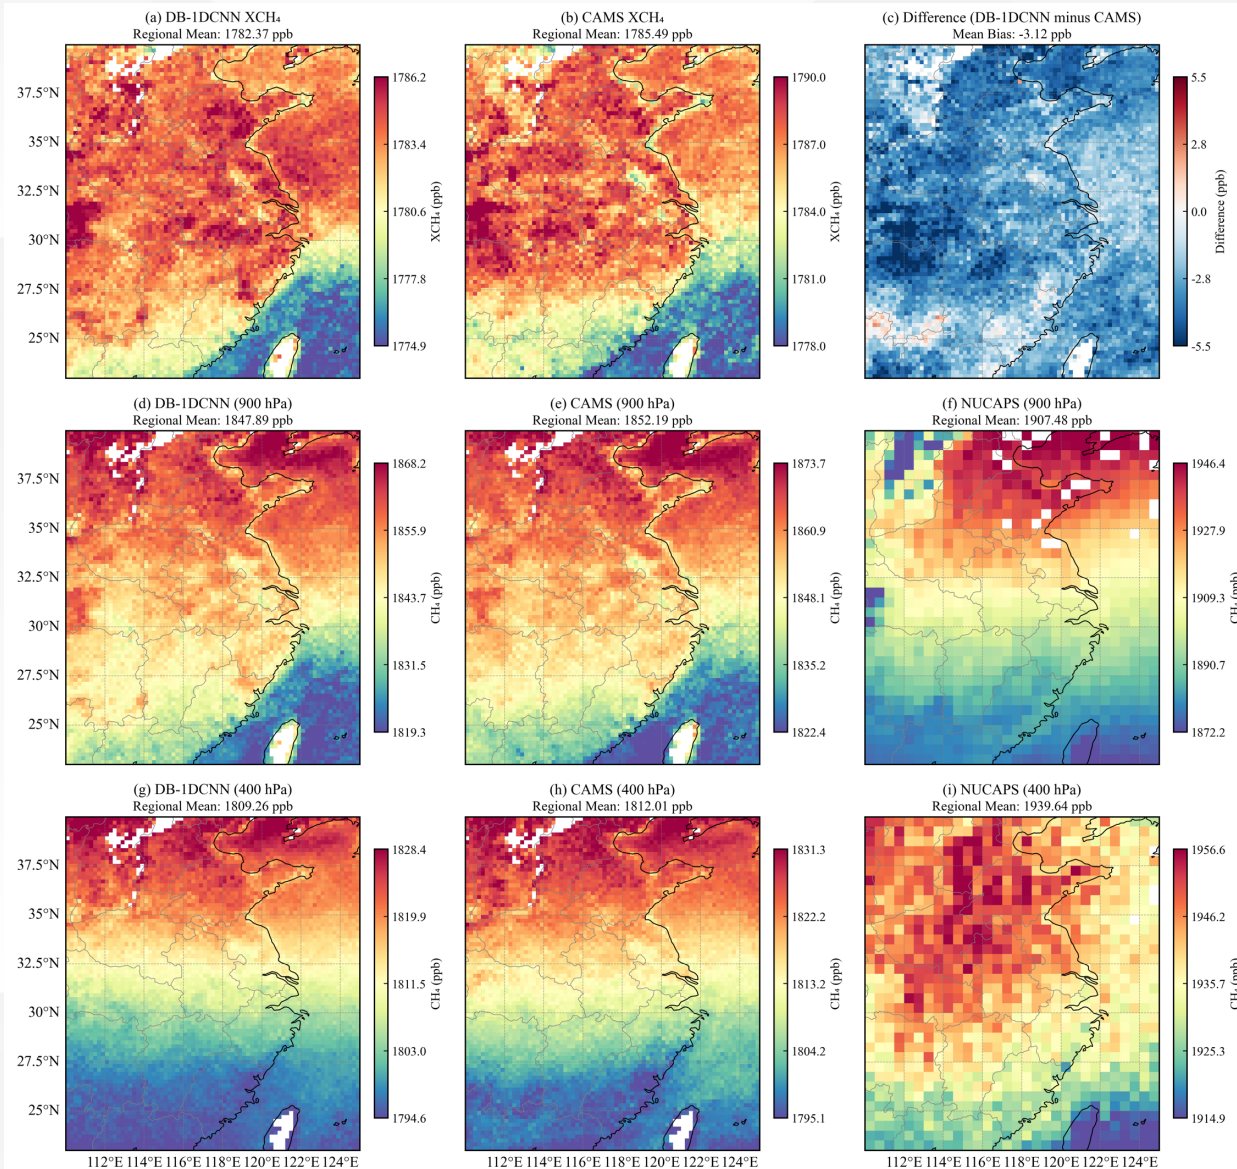 (a) DB-1DCNN XCH₄
Regional Mean: 1782.37 ppb
(b) CAMS XCH₄
Regional Mean: 1785.49 ppb
(c) Difference (DB-1DCNN minus CAMS)
Mean Bias: -3.12 ppb
37.5°N
35°N
32.5°N
30°N
27.5°N
25°N
1786.2
1783.4
1780.6
1777.8
1774.9
XCH₄ (ppb)
1790.0
1787.0
1784.0
1781.0
1778.0
XCH₄ (ppb)
5.5
2.8
0.0
-2.8
-5.5
Difference (ppb)
(d) DB-1DCNN (900 hPa)
Regional Mean: 1847.89 ppb
(e) CAMS (900 hPa)
Regional Mean: 1852.19 ppb
(f) NUCAPS (900 hPa)
Regional Mean: 1907.48 ppb
37.5°N
35°N
32.5°N
30°N
27.5°N
25°N
1868.2
1855.9
1843.7
1831.5
1819.3
CH₄ (ppb)
1873.7
1860.9
1848.1
1835.2
1822.4
CH₄ (ppb)
1946.4
1927.9
1909.3
1890.7
1872.2
CH₄ (ppb)
(g) DB-1DCNN (400 hPa)
Regional Mean: 1809.26 ppb
(h) CAMS (400 hPa)
Regional Mean: 1812.01 ppb
(i) NUCAPS (400 hPa)
Regional Mean: 1939.64 ppb
37.5°N
35°N
32.5°N
30°N
27.5°N
25°N
1828.4
1819.9
1811.5
1803.0
1794.6
CH₄ (ppb)
1831.3
1822.2
1813.2
1804.2
1795.1
CH₄ (ppb)
1956.6
1946.2
1935.7
1925.3
1914.9
CH₄ (ppb)
112°E 114°E 116°E 118°E 120°E 122°E 124°E
112°E 114°E 116°E 118°E 120°E 122°E 124°E
112°E 114°E 116°E 118°E 120°E 122°E 124°E